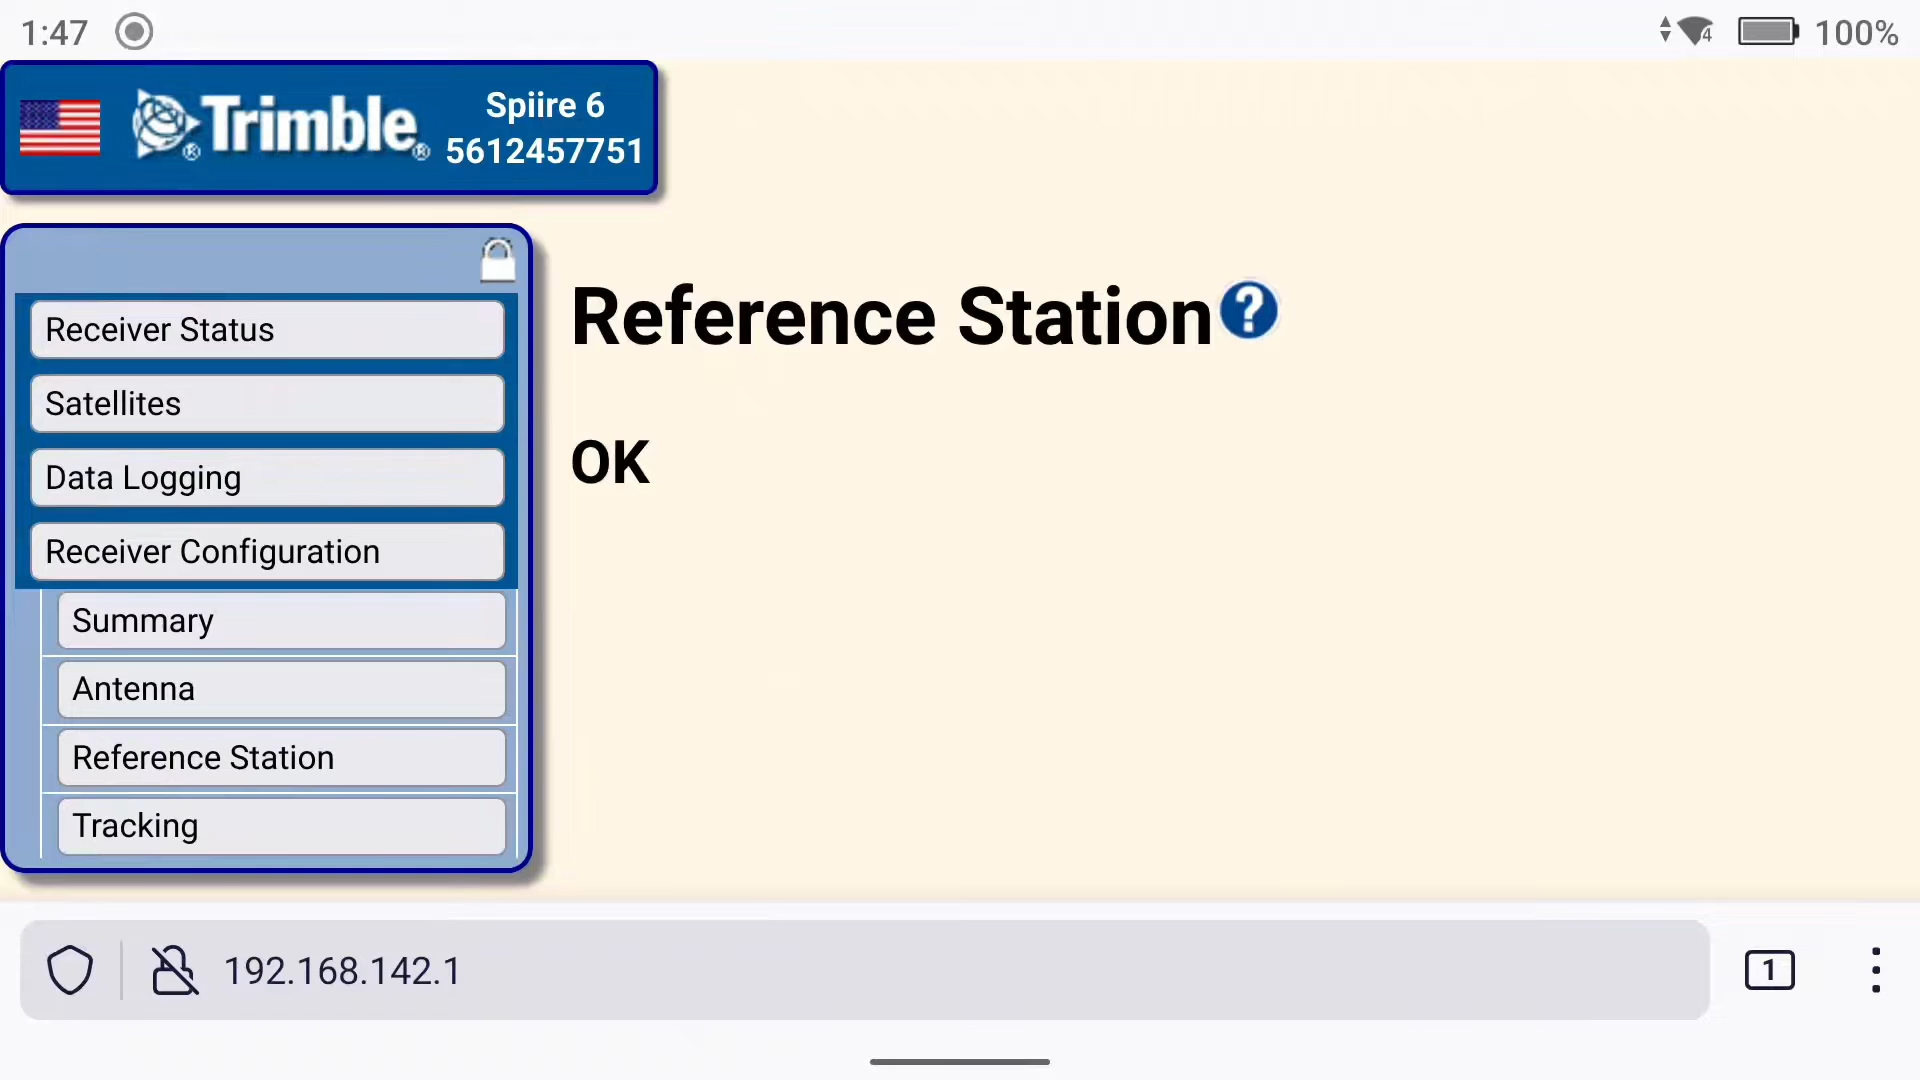 1:47
4
100%
Trimble
Spiire 6
5612457751
Reference Station?
OK
Receiver Status
Satellites
Data Logging
Receiver Configuration
Summary
Antenna
Reference Station
Tracking
192.168.142.1
1